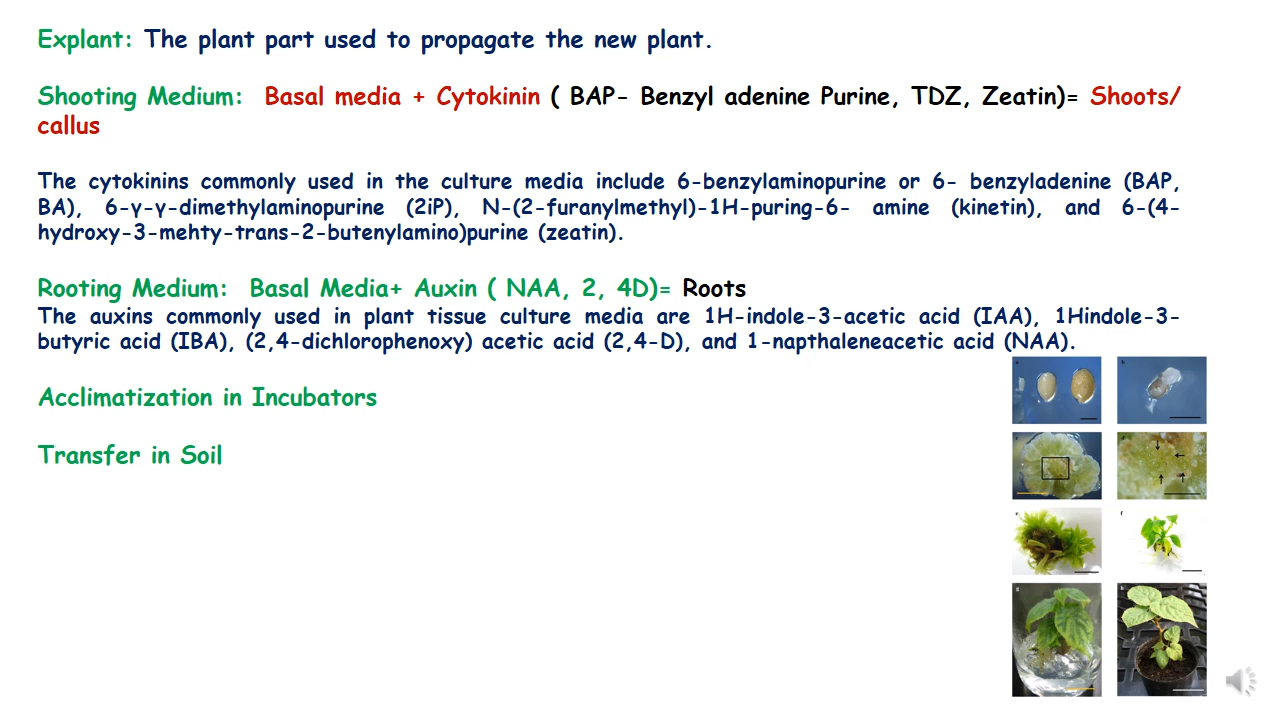 Explant: The plant part used to propagate the new plant.
Shooting Medium: Basal media + Cytokinin ( BAP- Benzyl adenine Purine, TDZ, Zeatin)= Shoots/
callus
The cytokinins commonly used in the culture media include 6-benzylaminopurine or 6- benzyladenine (BAP,
BA), 6-γ-γ-dimethylaminopurine (2iP), N-(2-furanylmethyl)-1H-puring-6- amine (kinetin), and 6-(4-
hydroxy-3-mehty-trans-2-butenylamino)purine (zeatin).
Rooting Medium: Basal Media+ Auxin ( NAA, 2, 4D)= Roots
The auxins commonly used in plant tissue culture media are 1H-indole-3-acetic acid (IAA), 1Hindole-3-
butyric acid (IBA), (2,4-dichlorophenoxy) acetic acid (2,4-D), and 1-napthaleneacetic acid (NAA).
Acclimatization in Incubators
Transfer in Soil